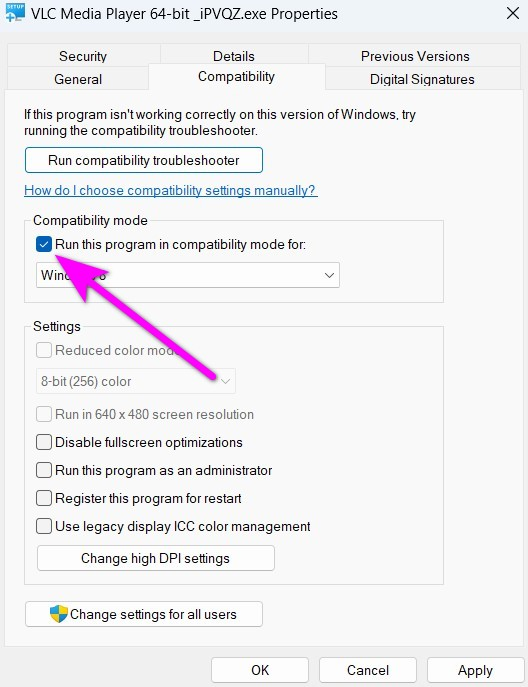 SETUP
VLC Media Player 64-bit _iPVQZ.exe Properties
Security
Details
Previous Versions
General
Compatibility
Digital Signatures
If this program isn't working correctly on this version of Windows, try
running the compatibility troubleshooter.
Run compatibility troubleshooter
How do I choose compatibility settings manually?
Compatibility mode
Run this program in compatibility mode for:
8
Settings
Reduced color
8-bit (256) color
Run in 640 x 480 screen resolution
Disable fullscreen optimizations
Run this program as an administrator
Register this program for restart
Use legacy display ICC color management
Change high DPI settings
Change settings for all users
OK
Cancel
Apply